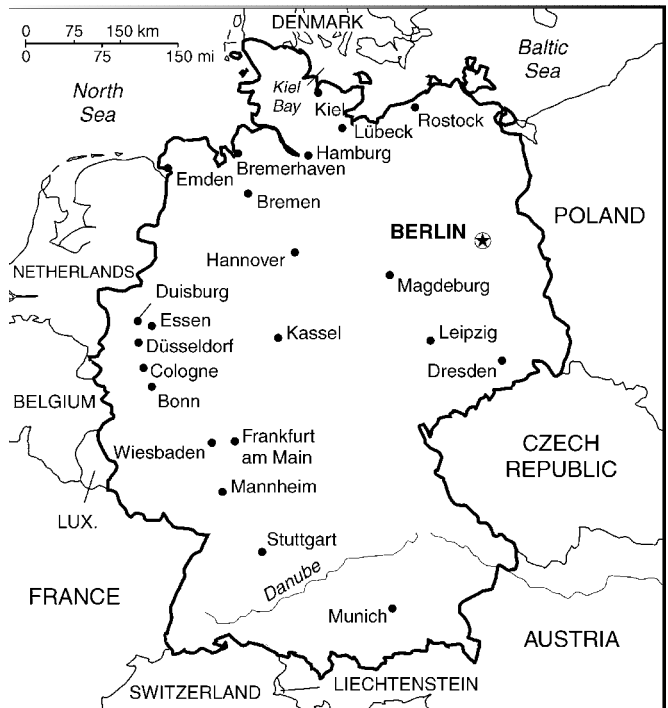 0 75 150 km
0 75 150 mi
DENMARK
North
Sea
Baltic
Sea
Kiel
Bay
Kiel
Rostock
Lübeck
Hamburg
Bremerhaven
Emden
Bremen
POLAND
BERLIN
Hannover
NETHERLANDS
Magdeburg
Duisburg
Essen
Kassel
Leipzig
Düsseldorf
Cologne
Dresden
BELGIUM
Bonn
Wiesbaden
Frankfurt
am Main
CZECH
REPUBLIC
Mannheim
LUX.
Stuttgart
Danube
FRANCE
Munich
AUSTRIA
SWITZERLAND
LIECHTENSTEIN